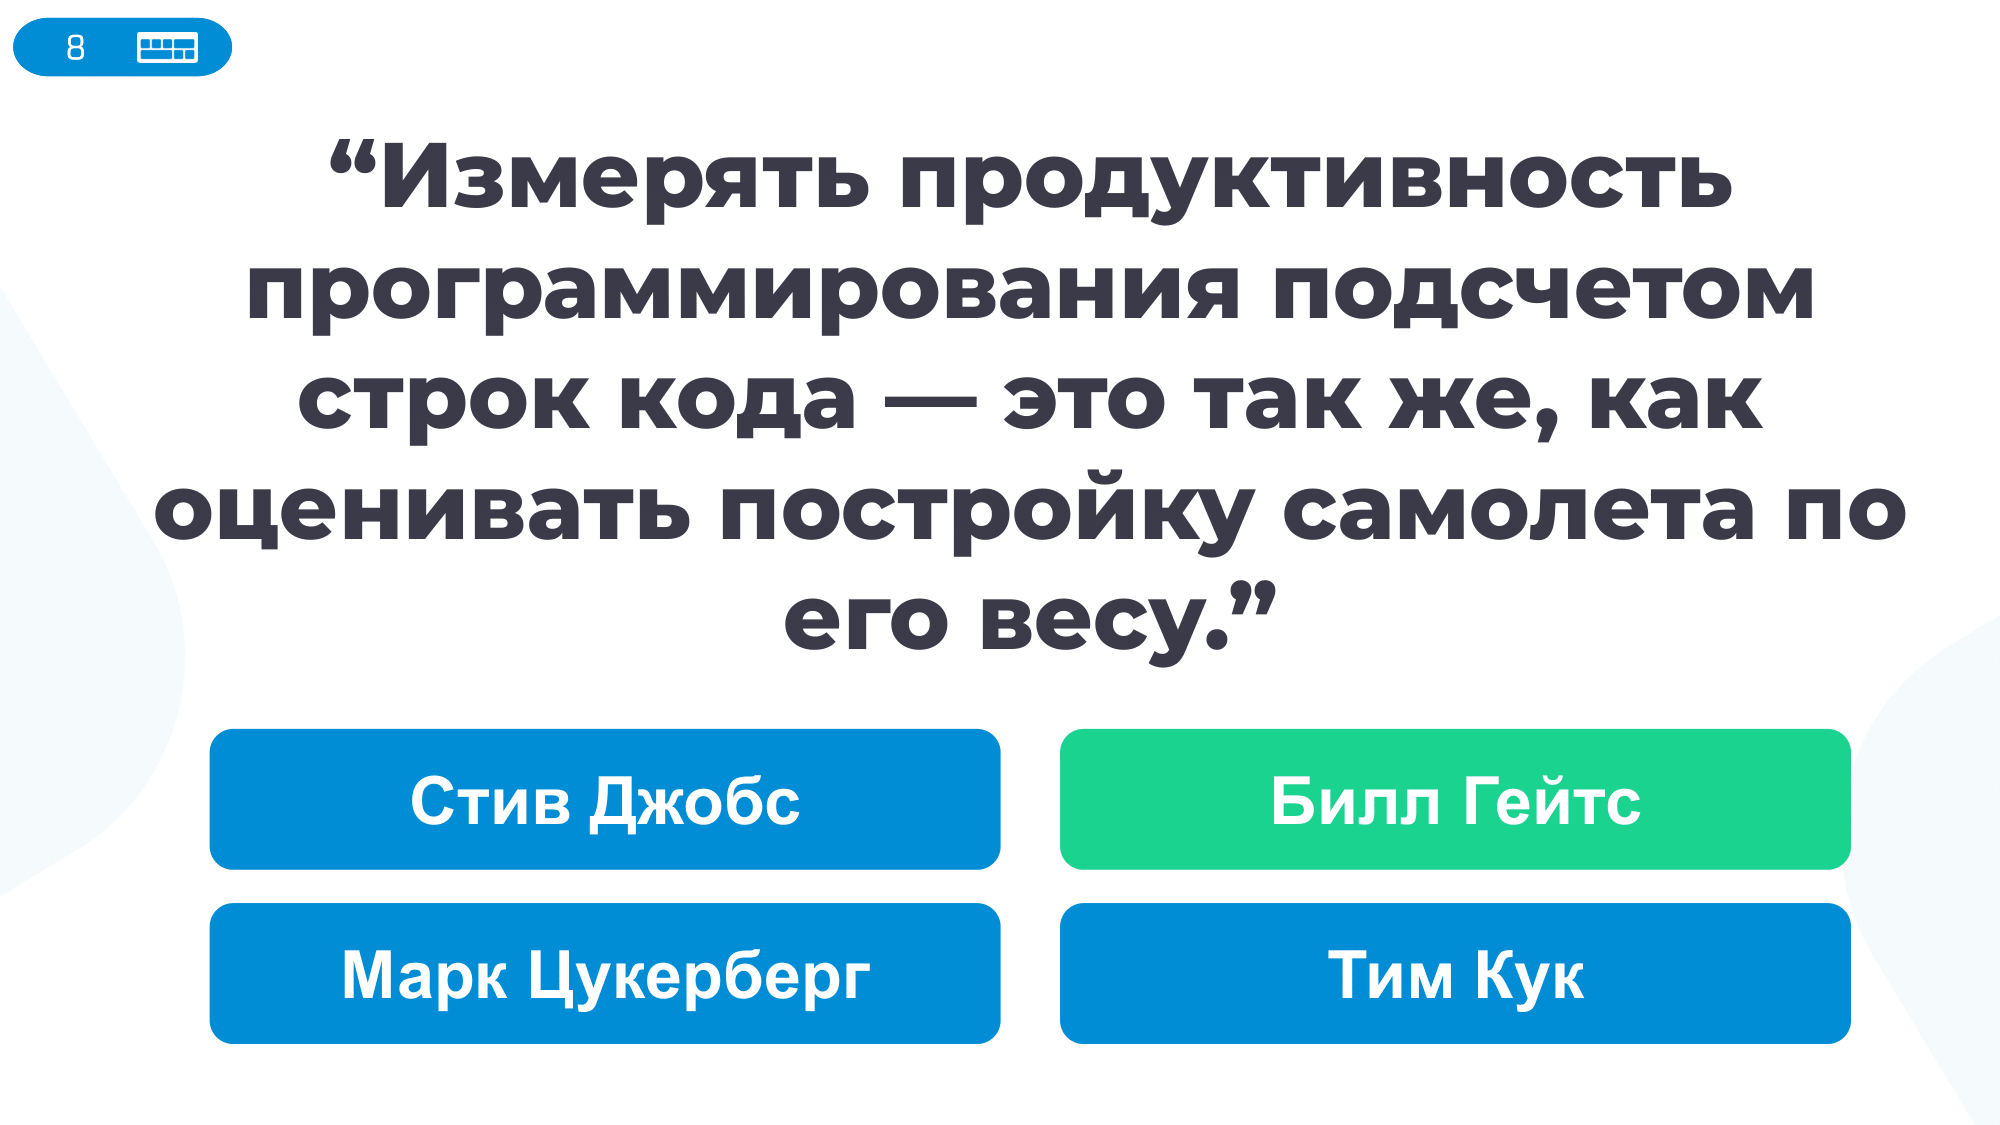 8
“Измерять продуктивность
программирования подсчетом
строк кода — это так же, как
оценивать постройку самолета по
его весу.”
Стив Джобс
Билл Гейтс
Марк Цукерберг
Тим Кук